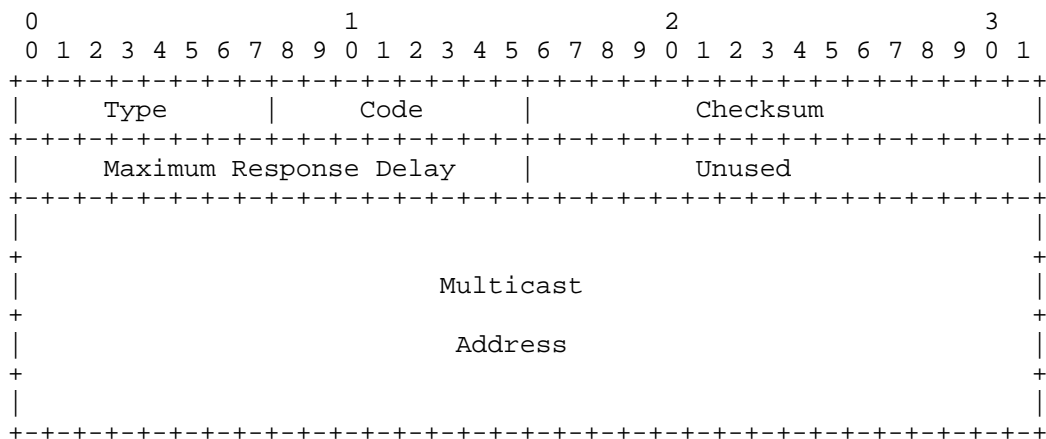 0                   1                   2                   3
0 1 2 3 4 5 6 7 8 9 0 1 2 3 4 5 6 7 8 9 0 1 2 3 4 5 6 7 8 9 0 1
+-+-+-+-+-+-+-+-+-+-+-+-+-+-+-+-+-+-+-+-+-+-+-+-+-+-+-+-+-+-+-+-+
|     Type      |     Code      |          Checksum             |
+-+-+-+-+-+-+-+-+-+-+-+-+-+-+-+-+-+-+-+-+-+-+-+-+-+-+-+-+-+-+-+-+
|     Maximum Response Delay    |          Unused               |
+-+-+-+-+-+-+-+-+-+-+-+-+-+-+-+-+-+-+-+-+-+-+-+-+-+-+-+-+-+-+-+-+
|                                                               |
+                                                               +
|                          Multicast                            |
+                                                               +
|                           Address                             |
+                                                               +
|                                                               |
+-+-+-+-+-+-+-+-+-+-+-+-+-+-+-+-+-+-+-+-+-+-+-+-+-+-+-+-+-+-+-+-+